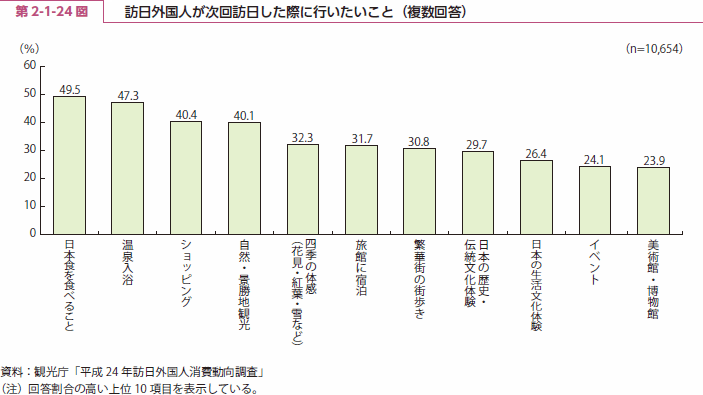 第 2-1-24 図 訪日外国人が次回訪日した際に行いたいこと（複数回答）
（%）
（n=10,654）
60
50
40
30
20
10
0
49.5
47.3
40.4
40.1
32.3
31.7
30.8
29.7
26.4
24.1
23.9
日本食を食べること
温泉入浴
ショッピング
自然・景勝地観光
四季の体感
（花見・紅葉・雪など）
旅館に宿泊
繁華街の街歩き
日本の歴史・
伝統文化体験
日本の生活文化体験
イベント
美術館・博物館
資料：観光庁「平成 24 年訪日外国人消費動向調査」
（注）回答割合の高い上位 10 項目を表示している。